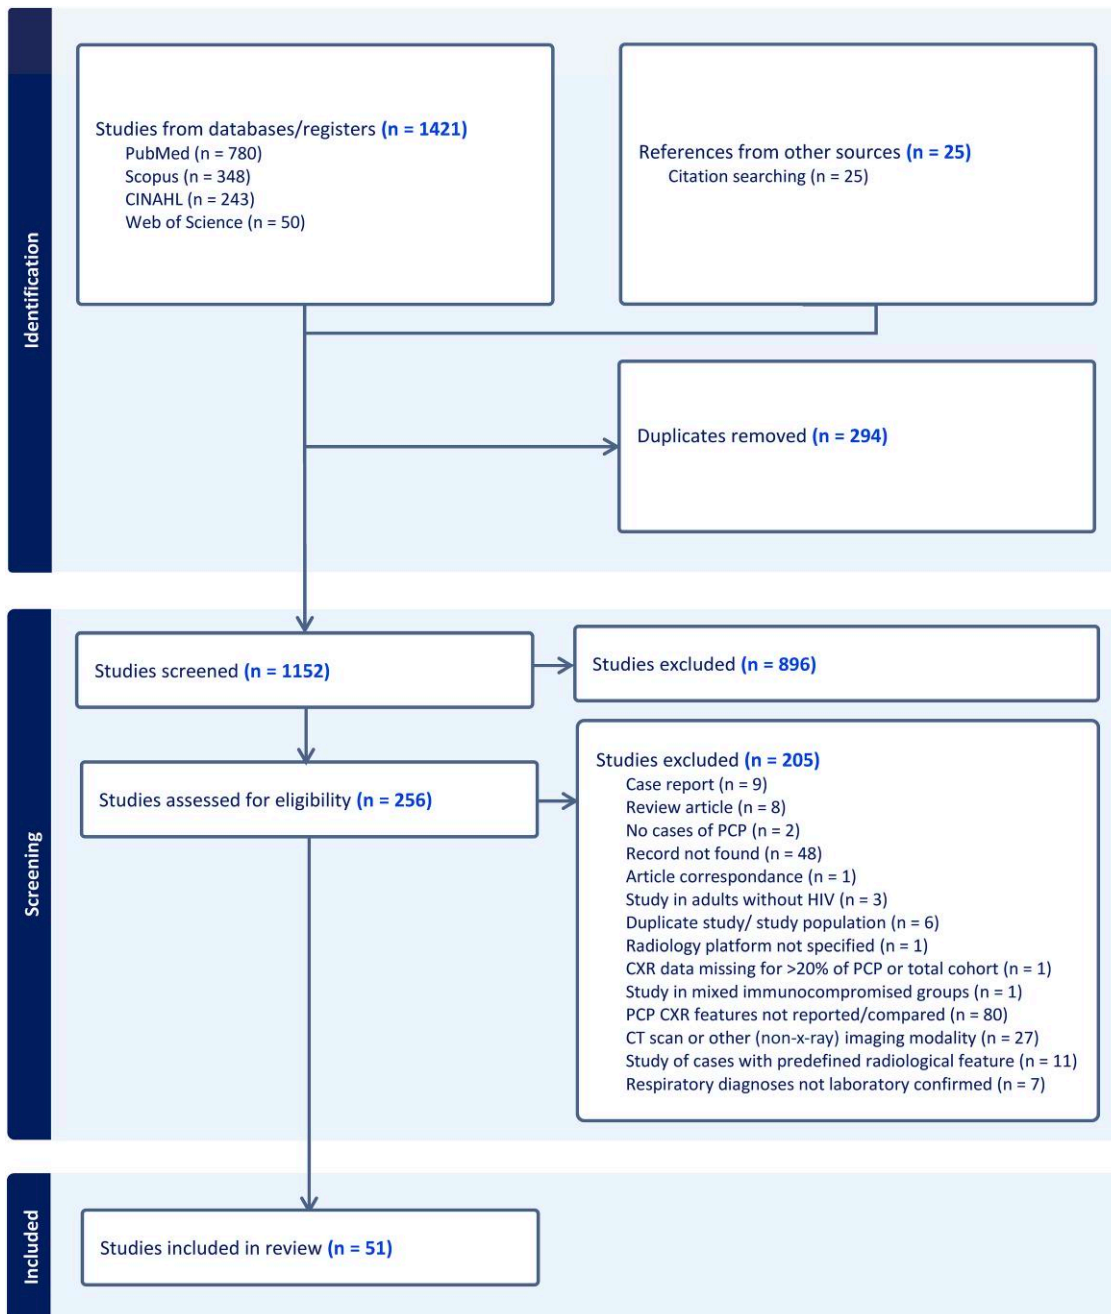 Identification
Studies from databases/registers (n = 1421)
PubMed (n = 780)
Scopus (n = 348)
CINAHL (n = 243)
Web of Science (n = 50)
References from other sources (n = 25)
Citation searching (n = 25)
Duplicates removed (n = 294)
Screening
Studies screened (n = 1152)
Studies excluded (n = 896)
Studies assessed for eligibility (n = 256)
Studies excluded (n = 205)
Case report (n = 9)
Review article (n = 8)
No cases of PCP (n = 2)
Record not found (n = 48)
Article correspondance (n = 1)
Study in adults without HIV (n = 3)
Duplicate study/ study population (n = 6)
Radiology platform not specified (n = 1)
CXR data missing for >20% of PCP or total cohort (n = 1)
Study in mixed immunocompromised groups (n = 1)
PCP CXR features not reported/compared (n = 80)
CT scan or other (non-x-ray) imaging modality (n = 27)
Study of cases with predefined radiological feature (n = 11)
Respiratory diagnoses not laboratory confirmed (n = 7)
Included
Studies included in review (n = 51)